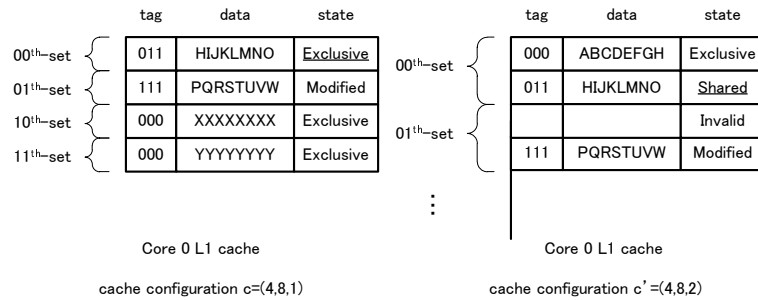 tag data state
00th-set 011 HIJKLMNO Exclusive
01th-set 111 PQRSTUVW Modified
10th-set 000 XXXXXXXX Exclusive
11th-set 000 YYYYYYYY Exclusive
Core 0 L1 cache
cache configuration c=(4,8,1)
tag data state
00th-set 000 ABCDEFGH Exclusive
011 HIJKLMNO Shared
01th-set Invalid
111 PQRSTUVW Modified
⋮
Core 0 L1 cache
cache configuration c'=(4,8,2)